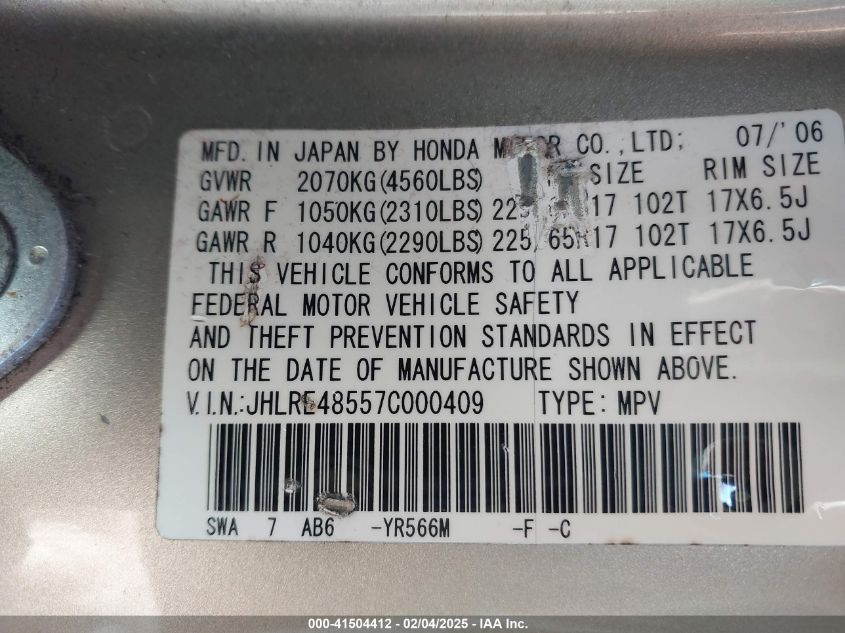 MFD. IN JAPAN BY HONDA CO.,LTD; 07/'06
GVWR 2070KG(4560LBS) SIZE RIM SIZE
GAWR F 1050KG(2310LBS) 102T 17X6.5J
GAWR R 1040KG(2290LBS) 225/65R17 102T 17X6.5J
THIS VEHICLE CONFORMS TO ALL APPLICABLE
FEDERAL MOTOR VEHICLE SAFETY
AND THEFT PREVENTION STANDARDS IN EFFECT
ON THE DATE OF MANUFACTURE SHOWN ABOVE.
V.I.N.:JHLRE48557C000409 TYPE: MPV
SWA 7 AB6 -YR566M -F -C
000-41504412 - 02/04/2025 - IAA Inc.